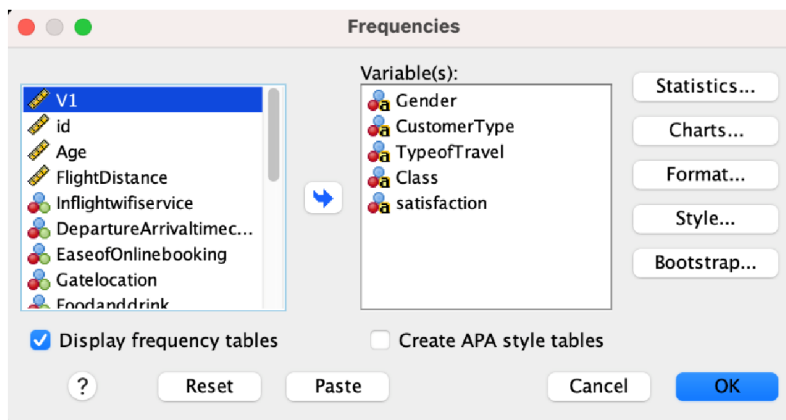 Frequencies
V1
id
Age
FlightDistance
Inflightwifiservice
DepartureArrivaltimec...
EaseofOnlinebooking
Gatelocation
Foodanddrink
Variable(s):
Gender
CustomerType
TypeofTravel
Class
satisfaction
Statistics...
Charts...
Format...
Style...
Bootstrap...
Display frequency tables
Create APA style tables
? Reset Paste Cancel OK